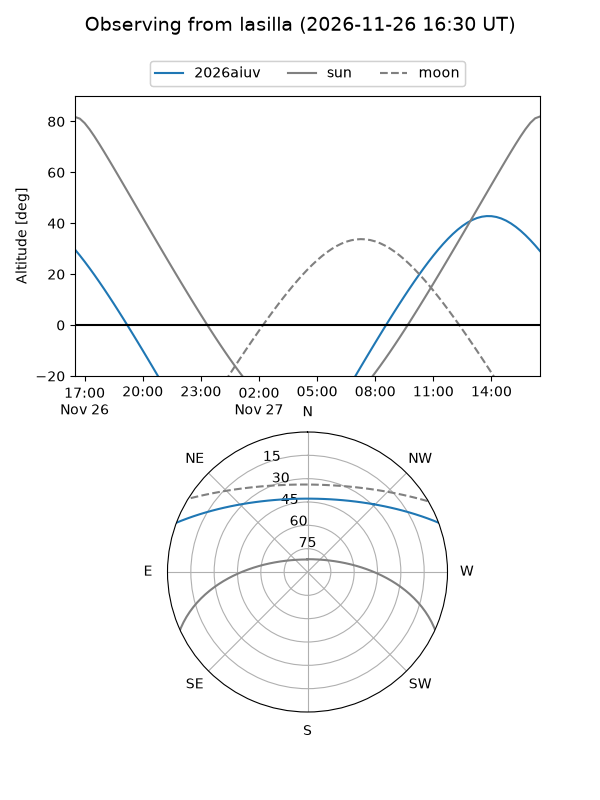 Observing from lasilla (2026-11-26 16:30 UT)
2026aiuv sun moon
Altitude [deg]
80
60
40
20
0
−20
17:00 20:00 23:00 02:00 05:00 08:00 11:00 14:00
Nov 26 Nov 27
N
NE NW
15
30
45
60
75
E W
SE SW
S